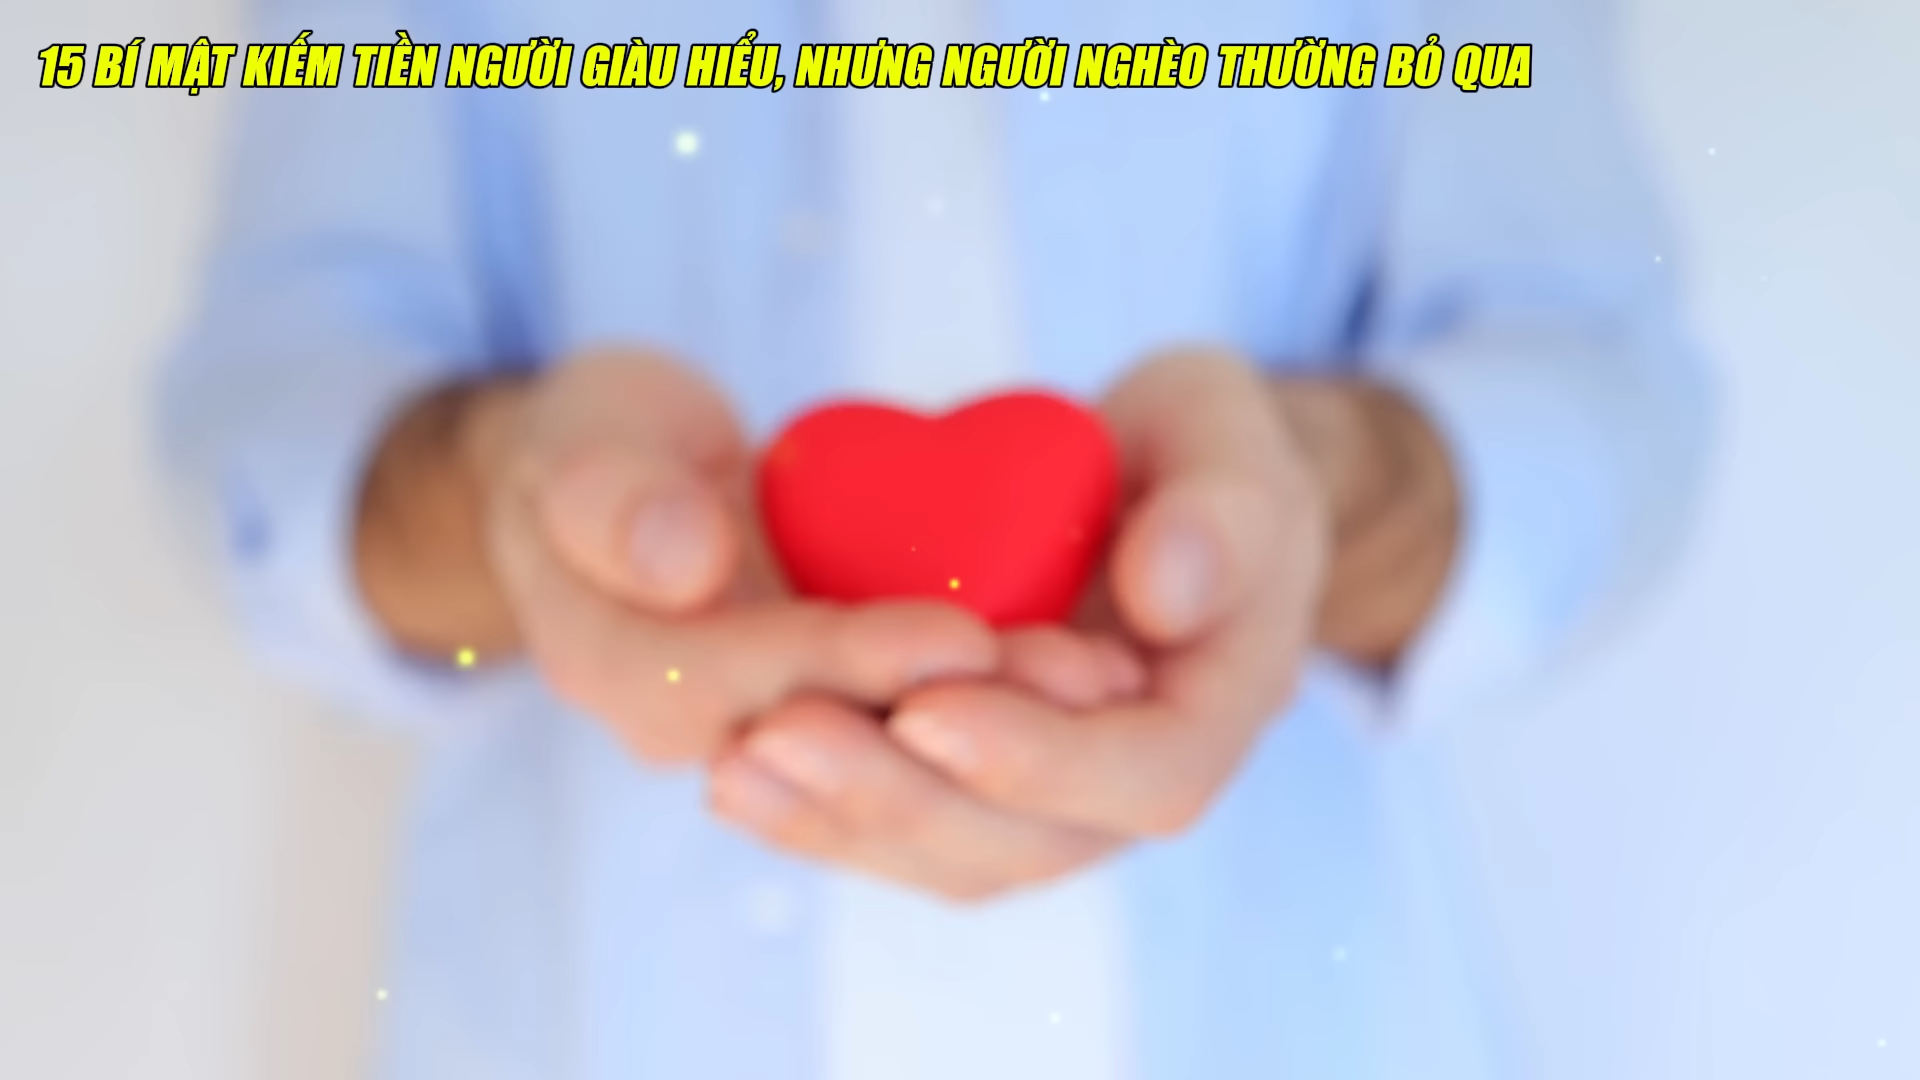 15 BÍ MẬT KIẾM TIỀN NGƯỜI GIÀU HIỂU, NHƯNG NGƯỜI NGHÈO THƯỜNG BỎ QUA